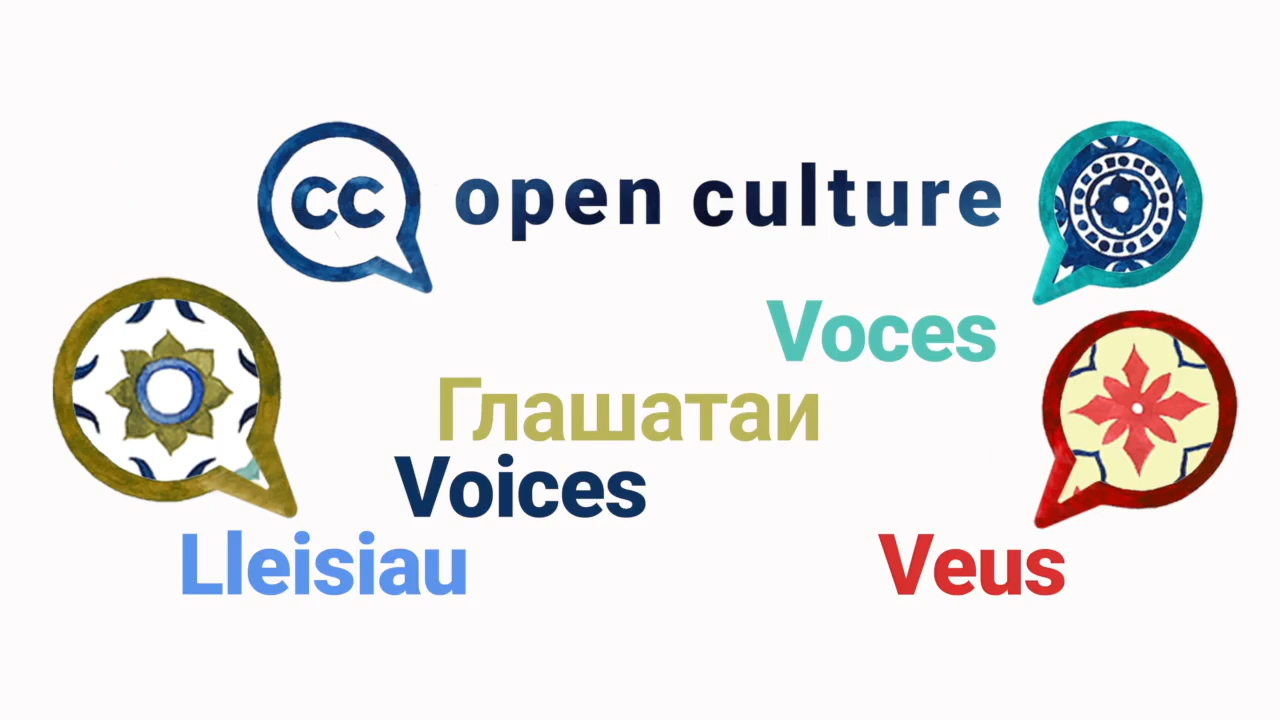 cc open culture
Voces
Глашатаи
Voices
Lleisiau
Veus